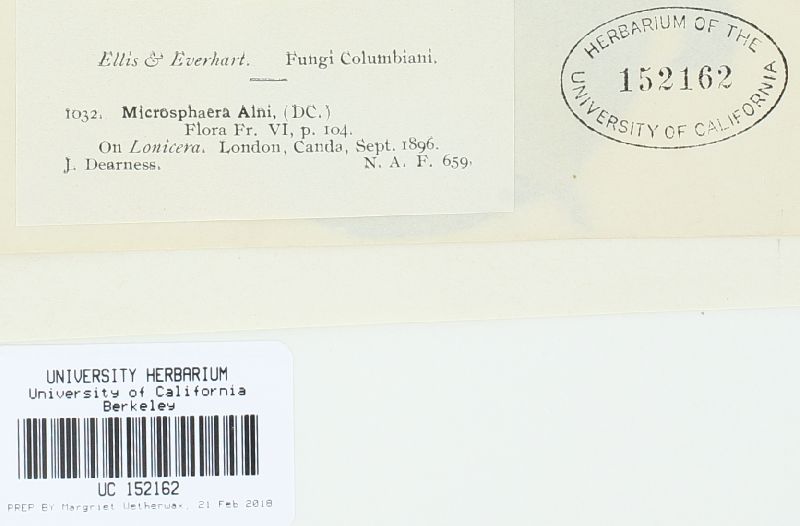 Ellis & Everhart. Fungi Columbiani.
1032. Microsphaera Alni, (DC.)
Flora Fr. VI, p. 104.
On Lonicera. London, Canda, Sept. 1896.
J. Dearness. N. A. F. 659.
HERBARIUM OF THE
152162
UNIVERSITY OF CALIFORNIA
UNIVERSITY HERBARIUM
University of California
Berkeley
UC 152162
PREP BY Margriet Wetherwax, 21 Feb 2018